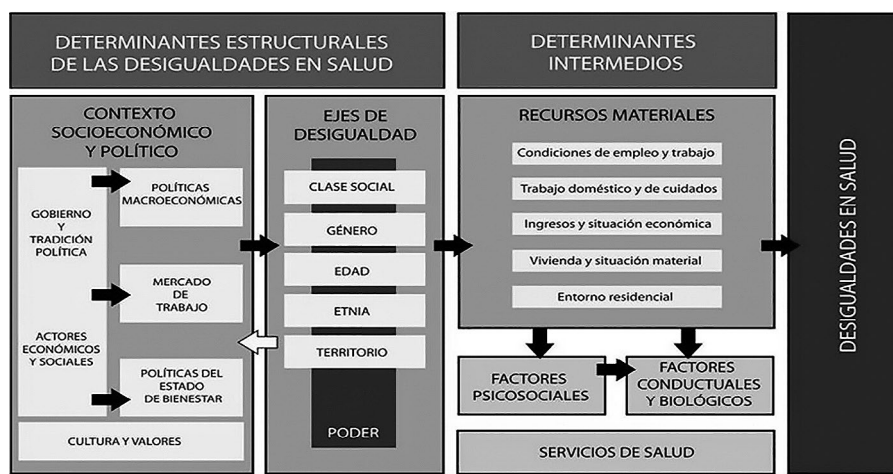 DETERMINANTES ESTRUCTURALES
DE LAS DESIGUALDADES EN SALUD
DETERMINANTES
INTERMEDIOS
CONTEXTO
SOCIOECONÓMICO
Y POLÍTICO
GOBIERNO
Y
TRADICIÓN
POLÍTICA
ACTORES
ECONÓMICOS
Y SOCIALES
POLÍTICAS
MACROECONÓMICAS
MERCADO
DE
TRABAJO
POLÍTICAS DEL
ESTADO
DE BIENESTAR
CULTURA Y VALORES
EJES DE
DESIGUALDAD
CLASE SOCIAL
GÉNERO
EDAD
ETNIA
TERRITORIO
PODER
RECURSOS MATERIALES
Condiciones de empleo y trabajo
Trabajo doméstico y de cuidados
Ingresos y situación económica
Vivienda y situación material
Entorno residencial
FACTORES
PSICOSOCIALES
FACTORES
CONDUCTUALES
Y BIOLÓGICOS
SERVICIOS DE SALUD
DESIGUALDADES EN SALUD